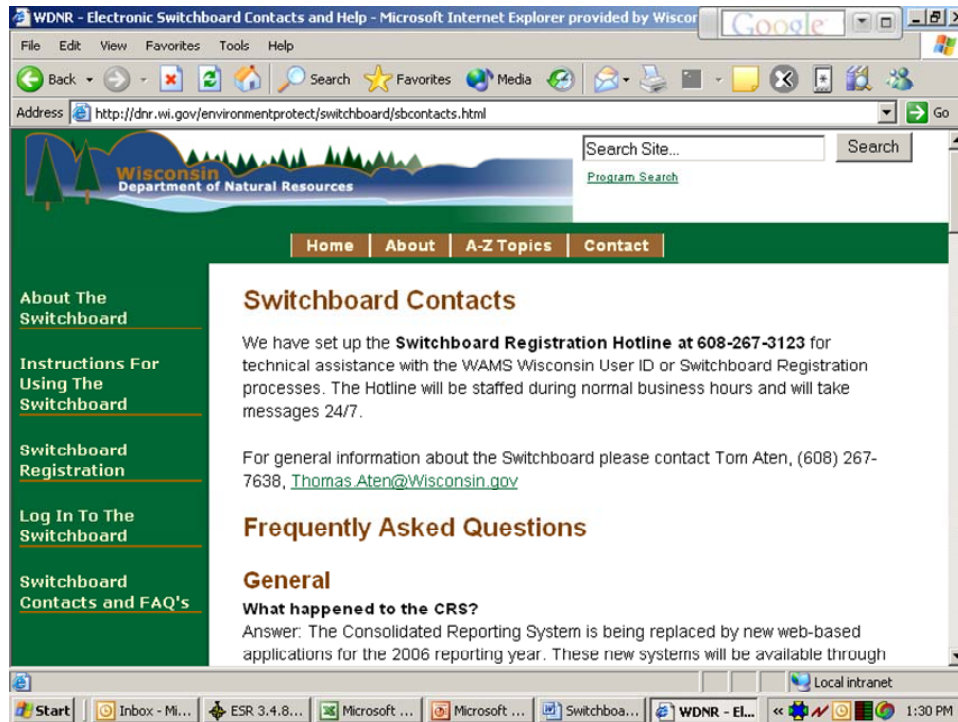 WDNR - Electronic Switchboard Contacts and Help - Microsoft Internet Explorer provided by Wiscon
Google
File Edit View Favorites Tools Help
Back Search Favorites Media
Address http://dnr.wi.gov/environmentprotect/switchboard/sbcontacts.html Go
Wisconsin
Department of Natural Resources
Search Site... Search
Program Search
Home About A-Z Topics Contact
About The
Switchboard
Instructions For
Using The
Switchboard
Switchboard
Registration
Log In To The
Switchboard
Switchboard
Contacts and FAQ's
Switchboard Contacts
We have set up the Switchboard Registration Hotline at 608-267-3123 for
technical assistance with the WAMS Wisconsin User ID or Switchboard Registration
processes. The Hotline will be staffed during normal business hours and will take
messages 24/7.
For general information about the Switchboard please contact Tom Aten, (608) 267-
7638, Thomas.Aten@Wisconsin.gov
Frequently Asked Questions
General
What happened to the CRS?
Answer: The Consolidated Reporting System is being replaced by new web-based
applications for the 2006 reporting year. These new systems will be available through
Local intranet
Start Inbox - Mi... ESR 3.4.8... Microsoft ... Microsoft ... Switchboa... WDNR - El... « 1:30 PM